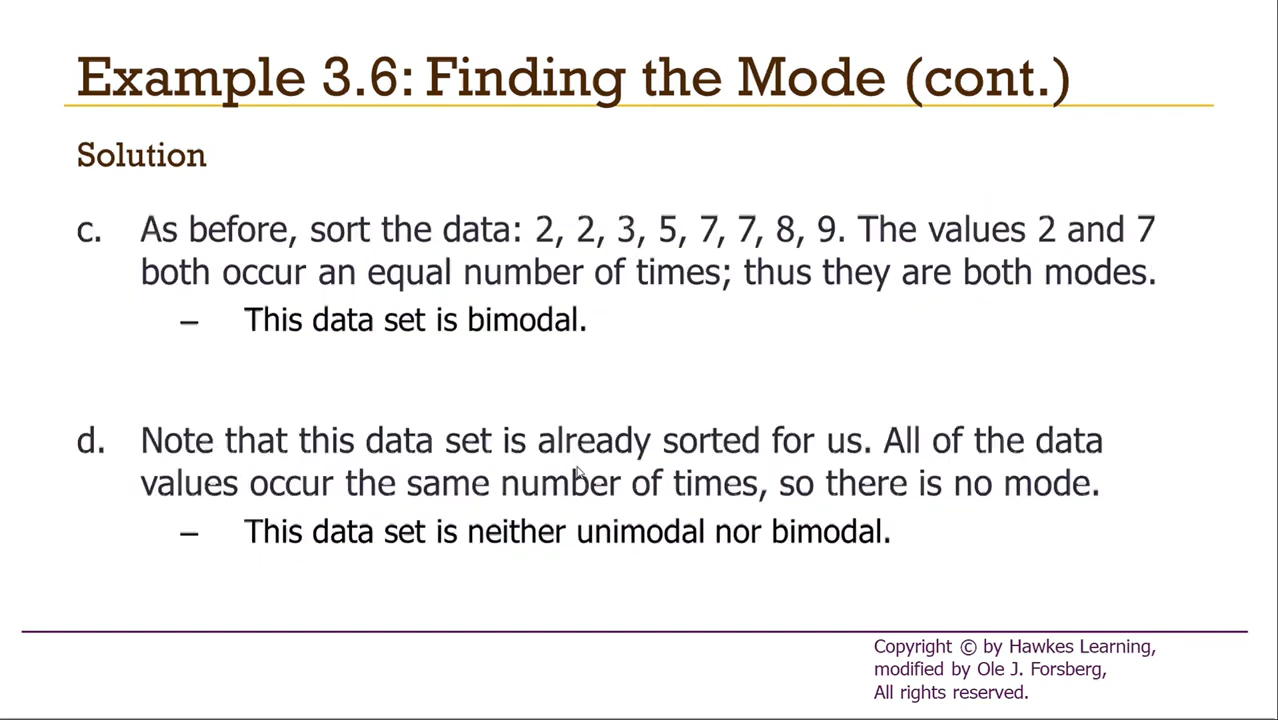 Example 3.6: Finding the Mode (cont.)
Solution
c. As before, sort the data: 2, 2, 3, 5, 7, 7, 8, 9. The values 2 and 7
both occur an equal number of times; thus they are both modes.
– This data set is bimodal.
d. Note that this data set is already sorted for us. All of the data
values occur the same number of times, so there is no mode.
– This data set is neither unimodal nor bimodal.
Copyright © by Hawkes Learning,
modified by Ole J. Forsberg,
All rights reserved.